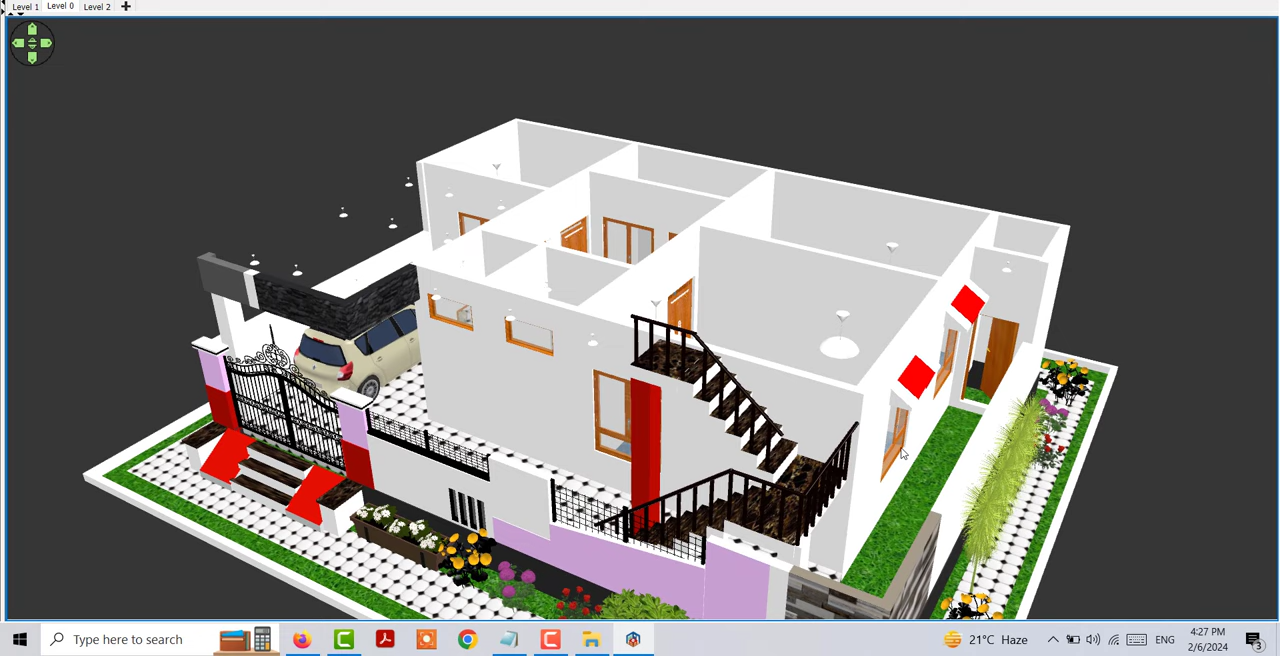 Level 1 Level 0 Level 2
Type here to search
21°C Haze
ENG
4:27 PM
2/6/2024
3